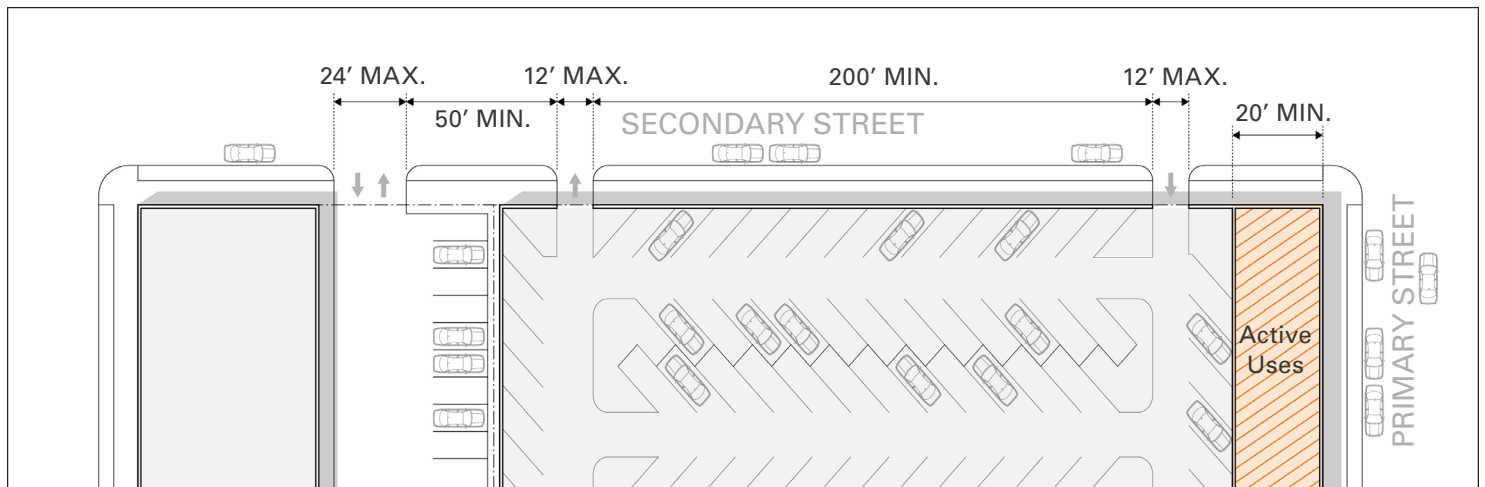 24’ MAX.
12’ MAX.
200’ MIN.
12’ MAX.
50’ MIN.
20’ MIN.
SECONDARY STREET
Active
Uses
PRIMARY STREET